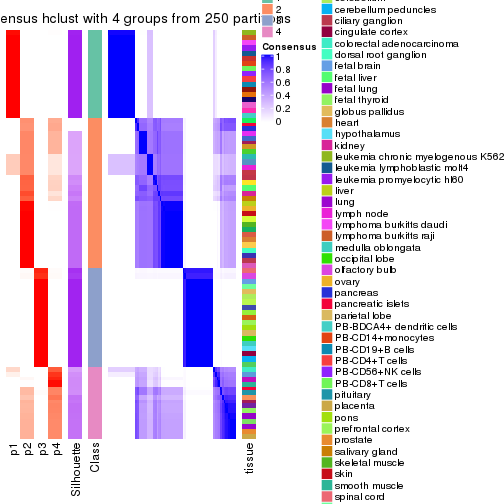 ensus hclust with 4 groups from 250 partitions
2
4
Consensus
1
0.8
0.6
0.4
0.2
0
p1
p2
p3
p4
Silhouette
Class
tissue
cerebellum peduncles
ciliary ganglion
cingulate cortex
colorectal adenocarcinoma
dorsal root ganglion
fetal brain
fetal liver
fetal lung
fetal thyroid
globus pallidus
heart
hypothalamus
kidney
leukemia chronic myelogenous K562
leukemia lymphoblastic molt4
leukemia promyelocytic hl60
liver
lung
lymph node
lymphoma burkitts daudi
lymphoma burkitts raji
medulla oblongata
occipital lobe
olfactory bulb
ovary
pancreas
pancreatic islets
parietal lobe
PB-BDCA4+ dendritic cells
PB-CD14+monocytes
PB-CD19+B cells
PB-CD4+T cells
PB-CD56+NK cells
PB-CD8+T cells
pituitary
placenta
pons
prefrontal cortex
prostate
salivary gland
skeletal muscle
skin
smooth muscle
spinal cord